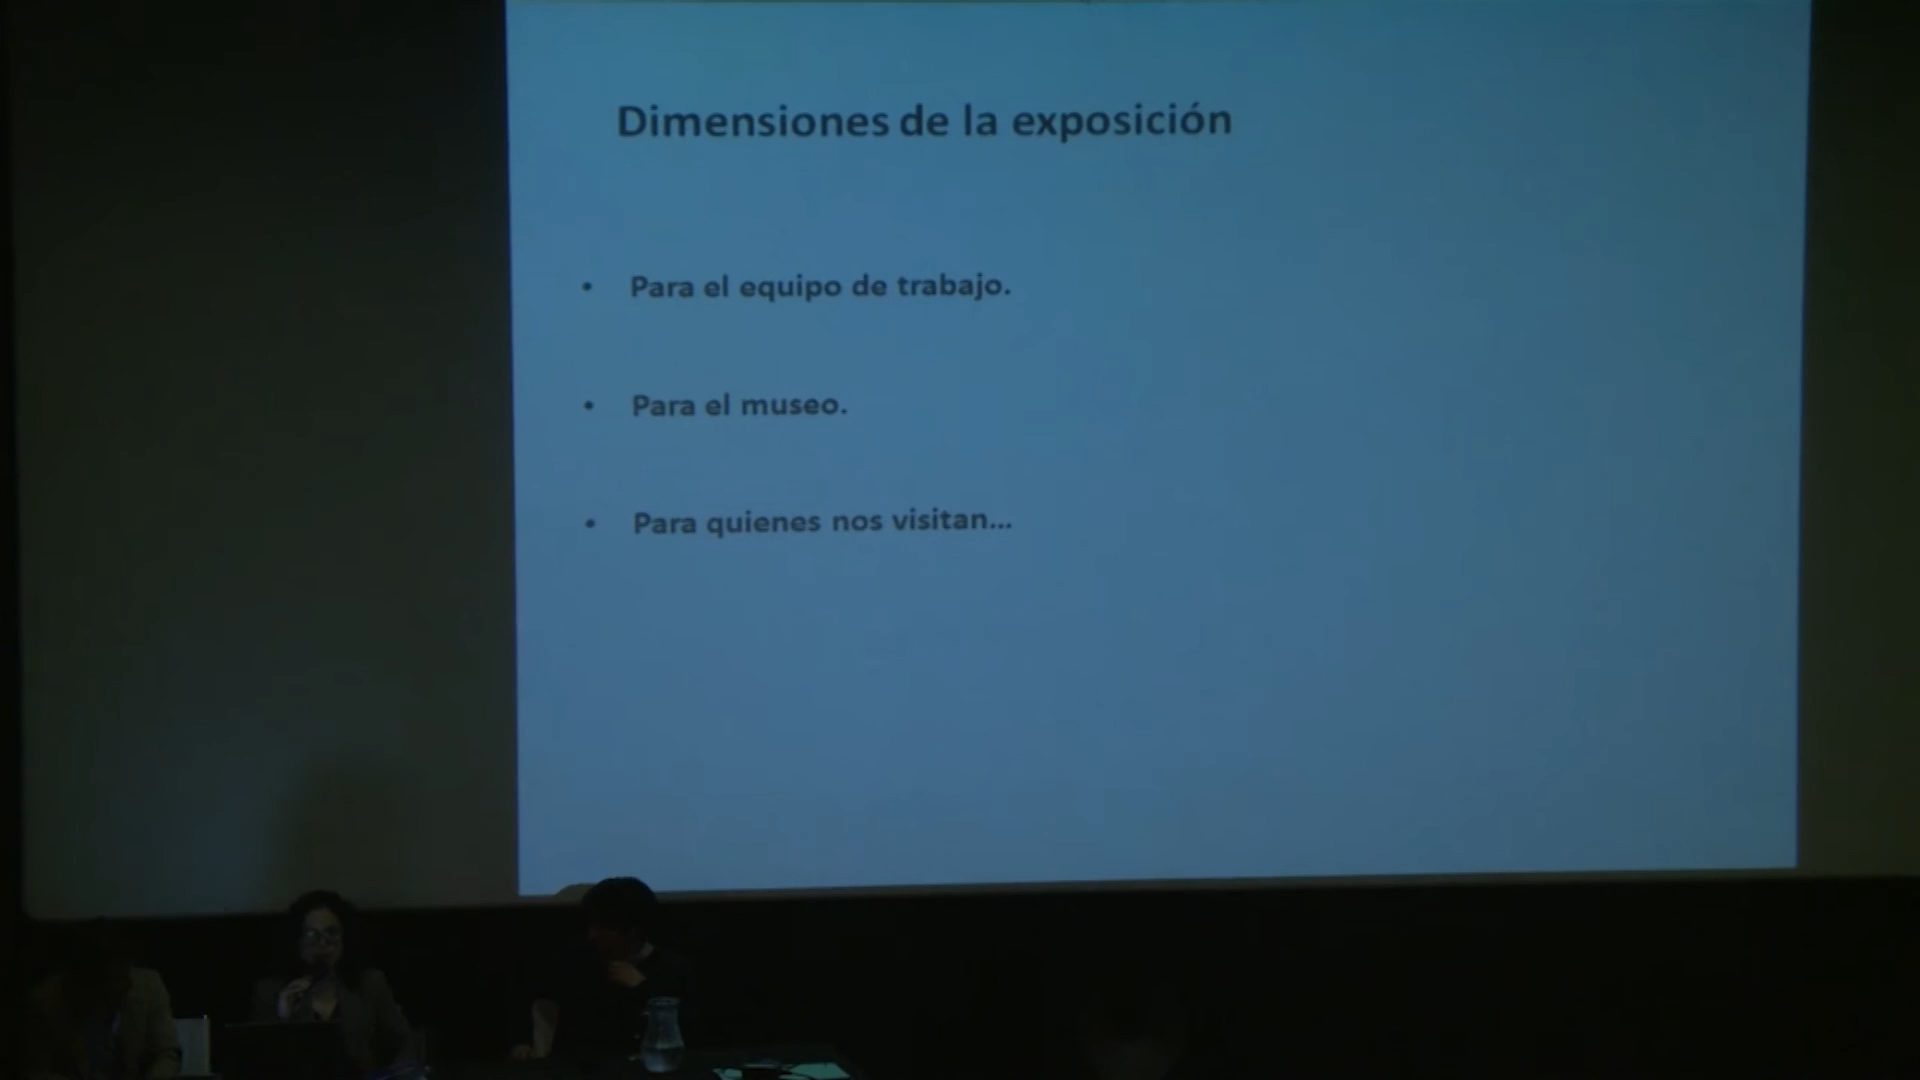 Dimensiones de la exposición
• Para el equipo de trabajo.
• Para el museo.
• Para quienes nos visitan...